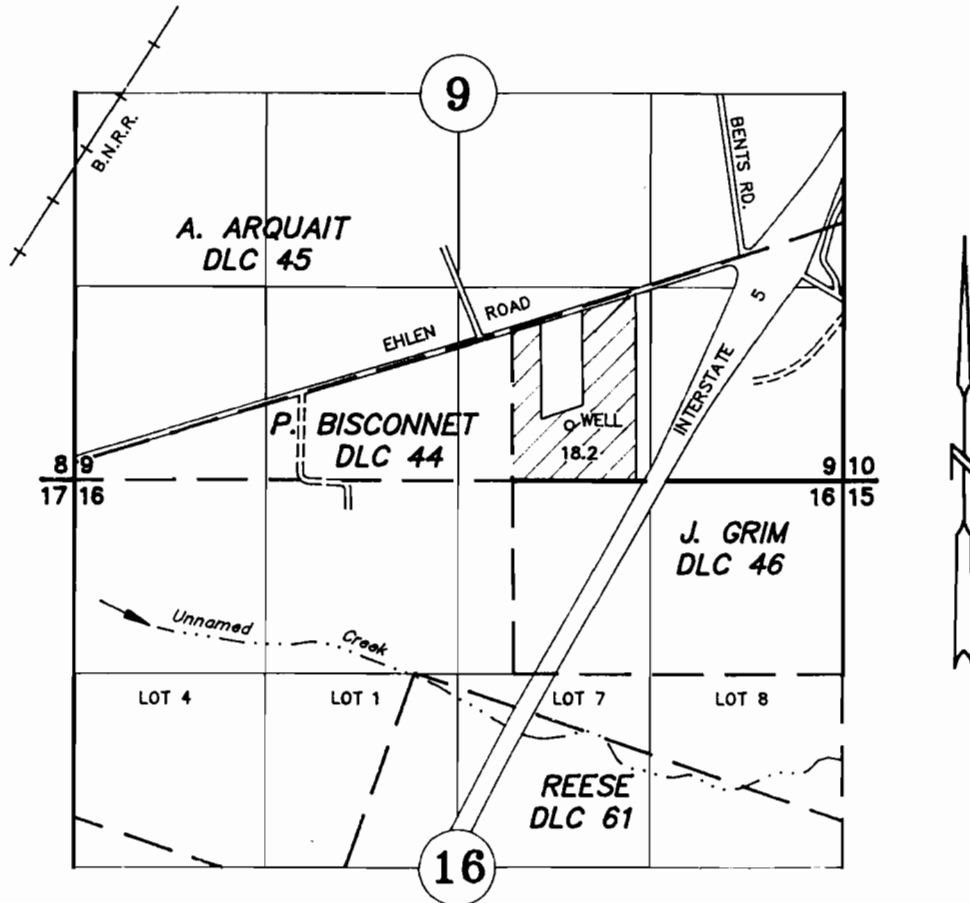 9
B.N.R.R.
BENTS RD.
A. ARQUAIT
DLC 45
EHLEN ROAD
INTERSTATE 5
P. BISCONNET
DLC 44
WELL
18.2
8 9
17 16
9 10
16 15
J. GRIM
DLC 46
Unnamed Creek
LOT 4
LOT 1
LOT 7
LOT 8
REESE
DLC 61
16
N